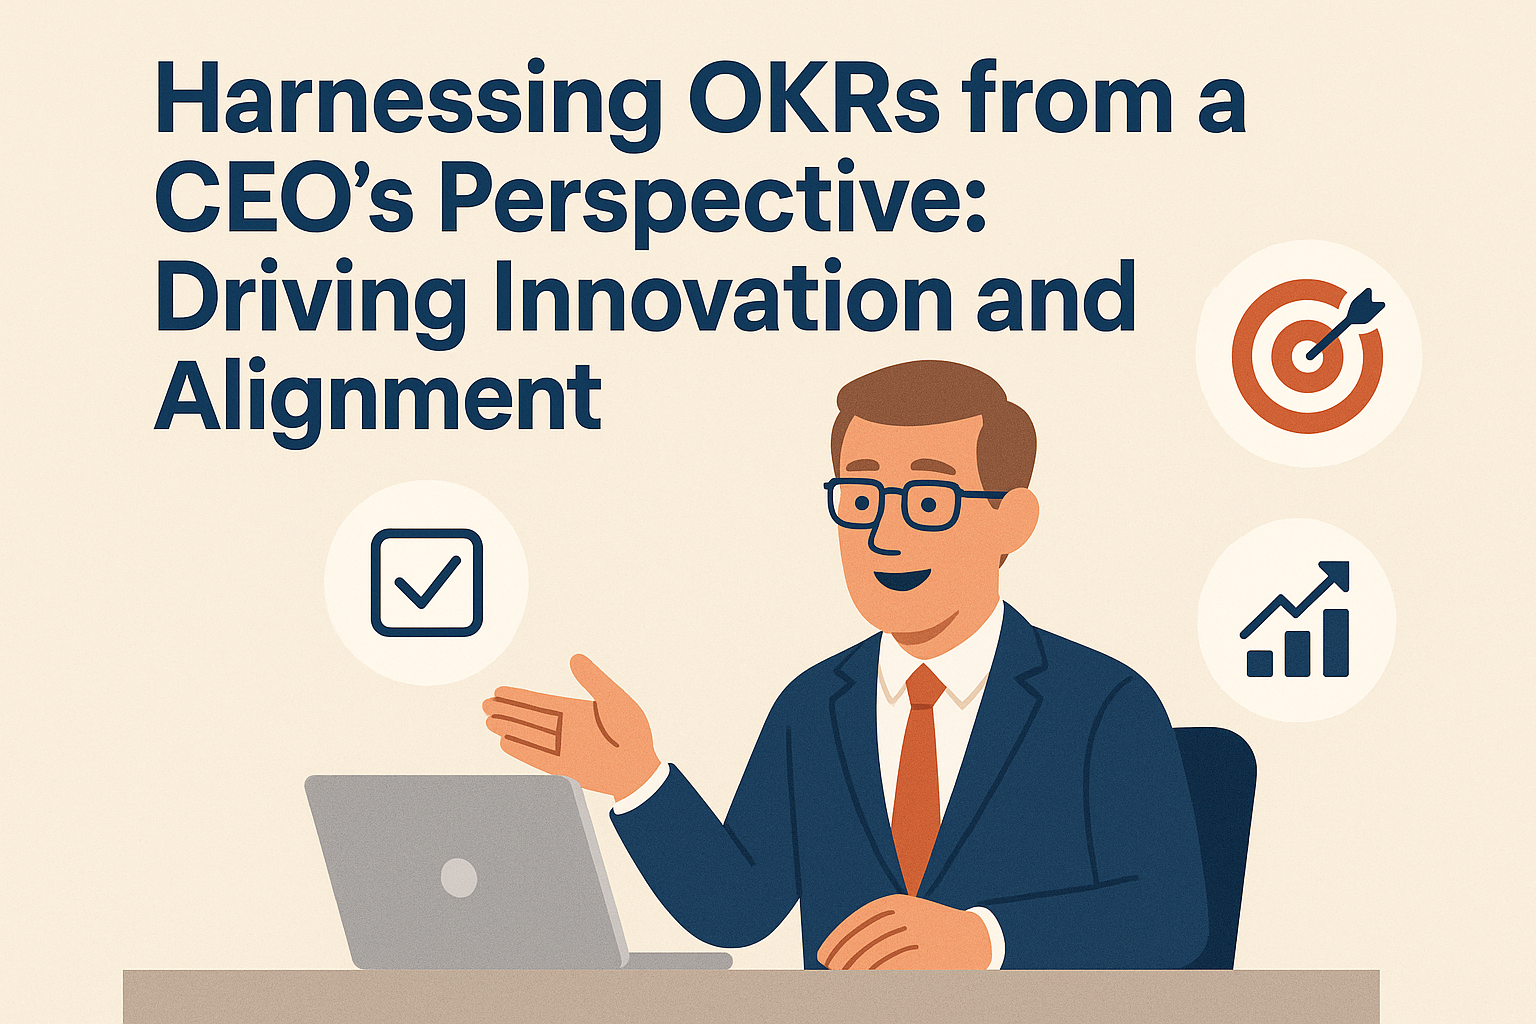 Harnessing OKRs from a
CEO’s Perspective:
Driving Innovation and
Alignment